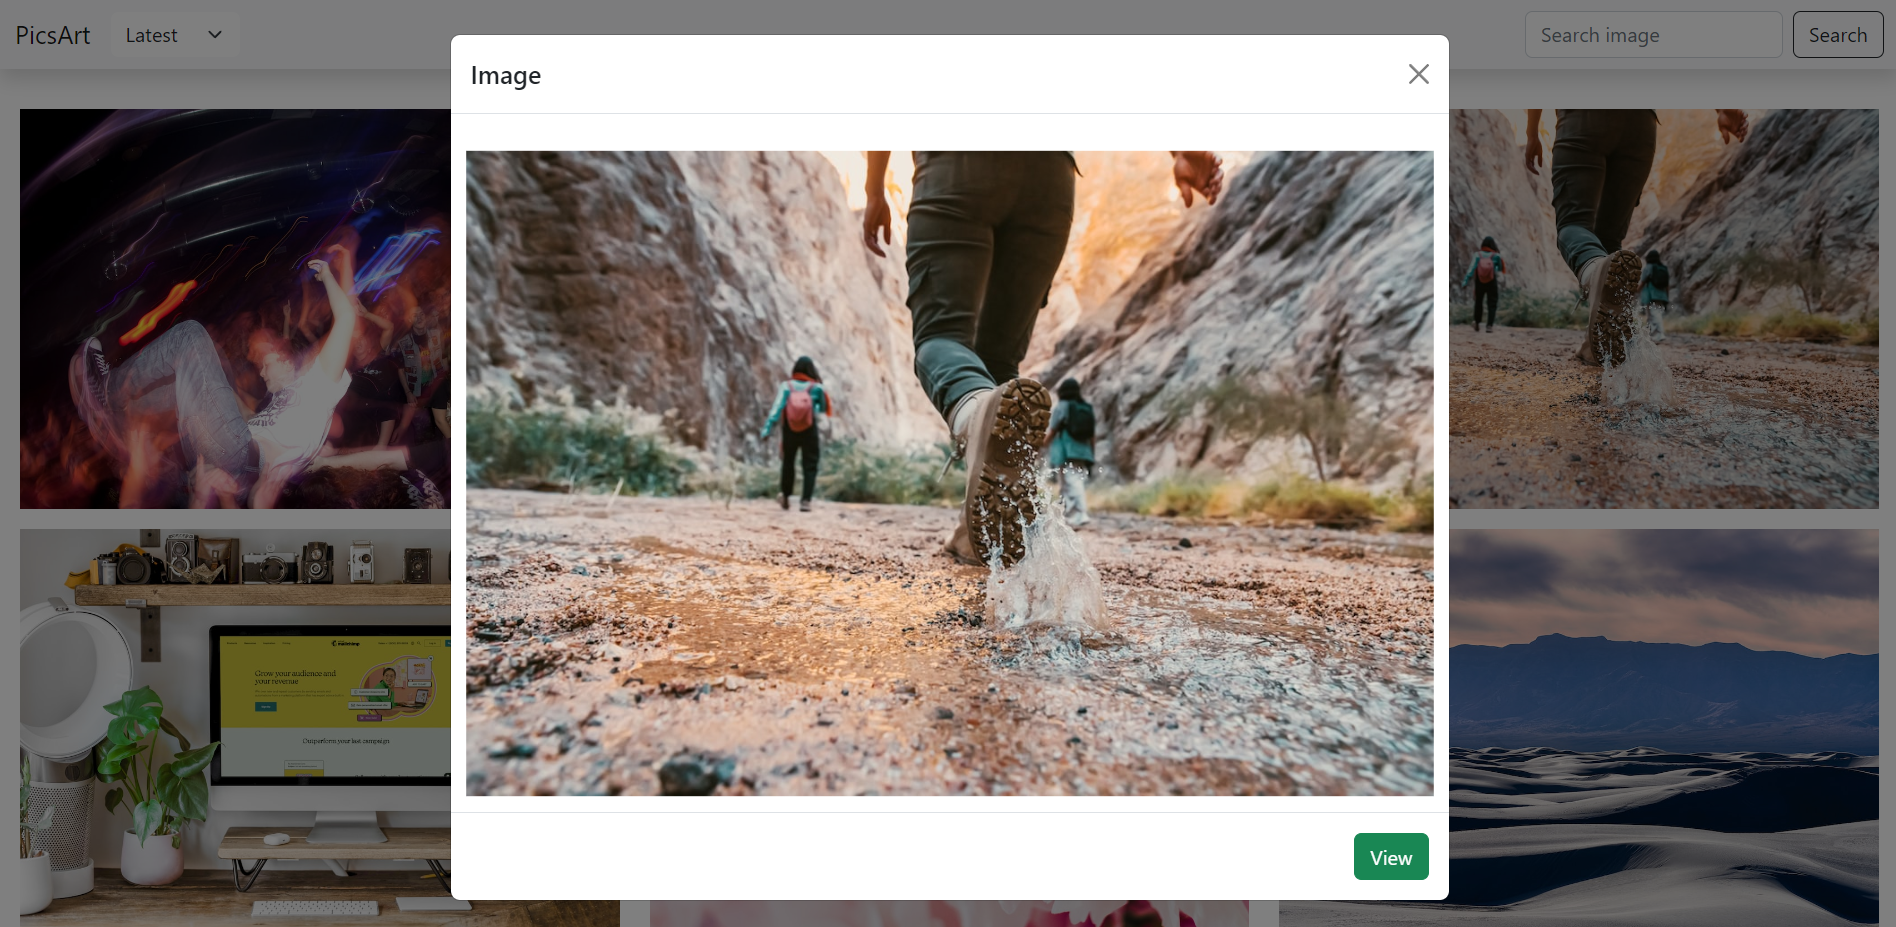 PicsArt
Latest
Search image
Search
Image
Grow your audience and
your revenue
Outperform your last campaign
View